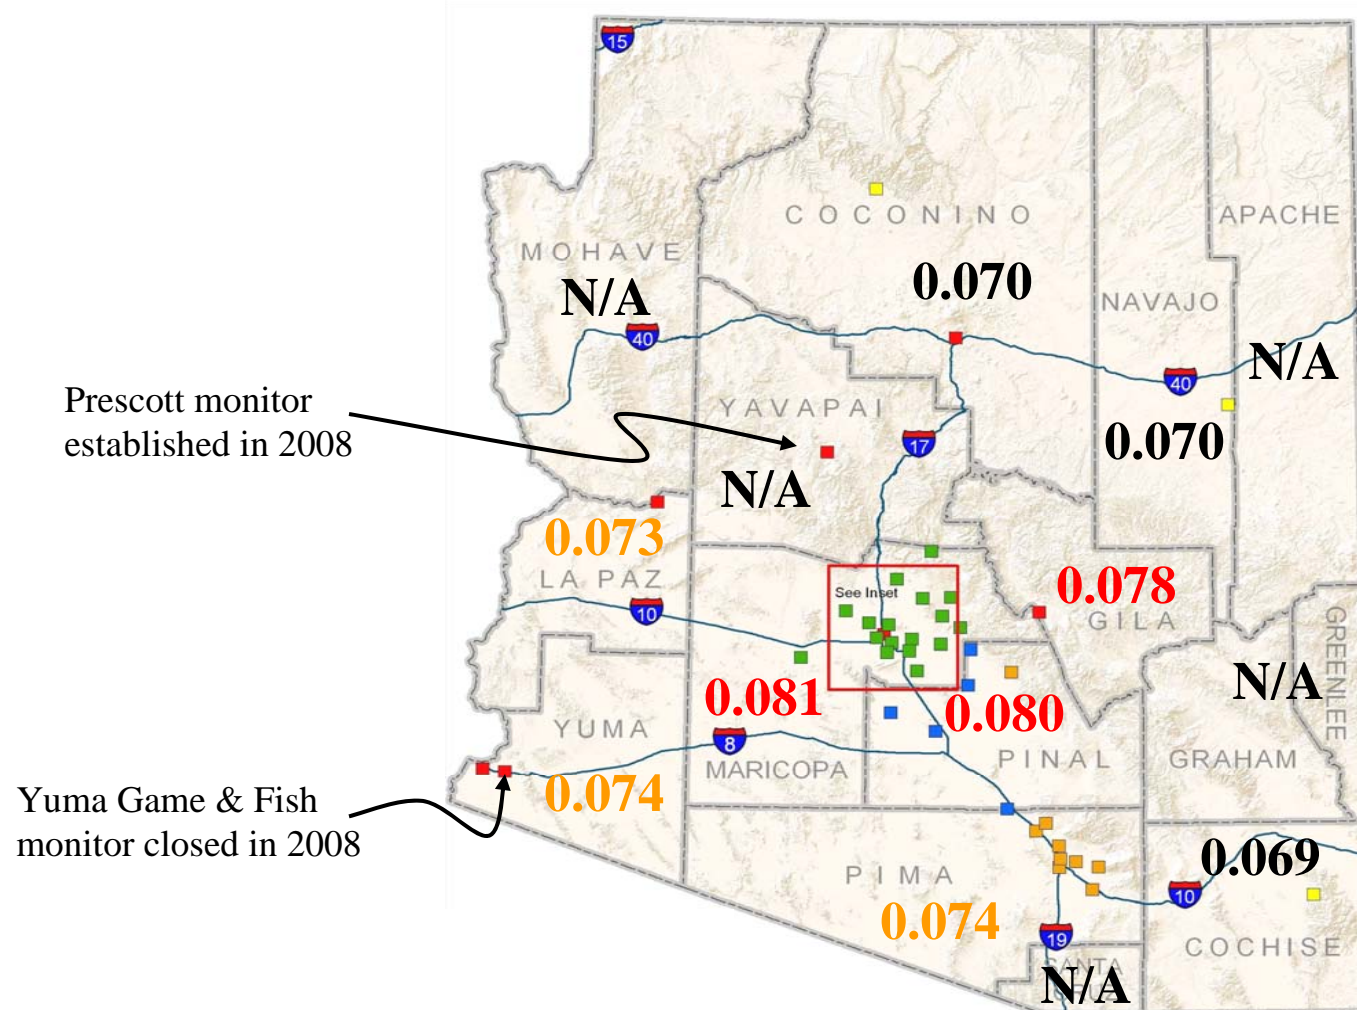 15
COCONINO
APACHE
MOHAVE
0.070
N/A
NAVAJO
40
N/A
40
Prescott monitor
established in 2008
YAVAPAI
17
0.070
N/A
0.073
LA PAZ
See Inset
0.078
GILA
10
GREENLEE
N/A
0.081
0.080
YUMA
8
MARICOPA
PINAL
GRAHAM
0.074
Yuma Game & Fish
monitor closed in 2008
0.069
PIMA
10
0.074
19
COCHISE
SANTA
N/A